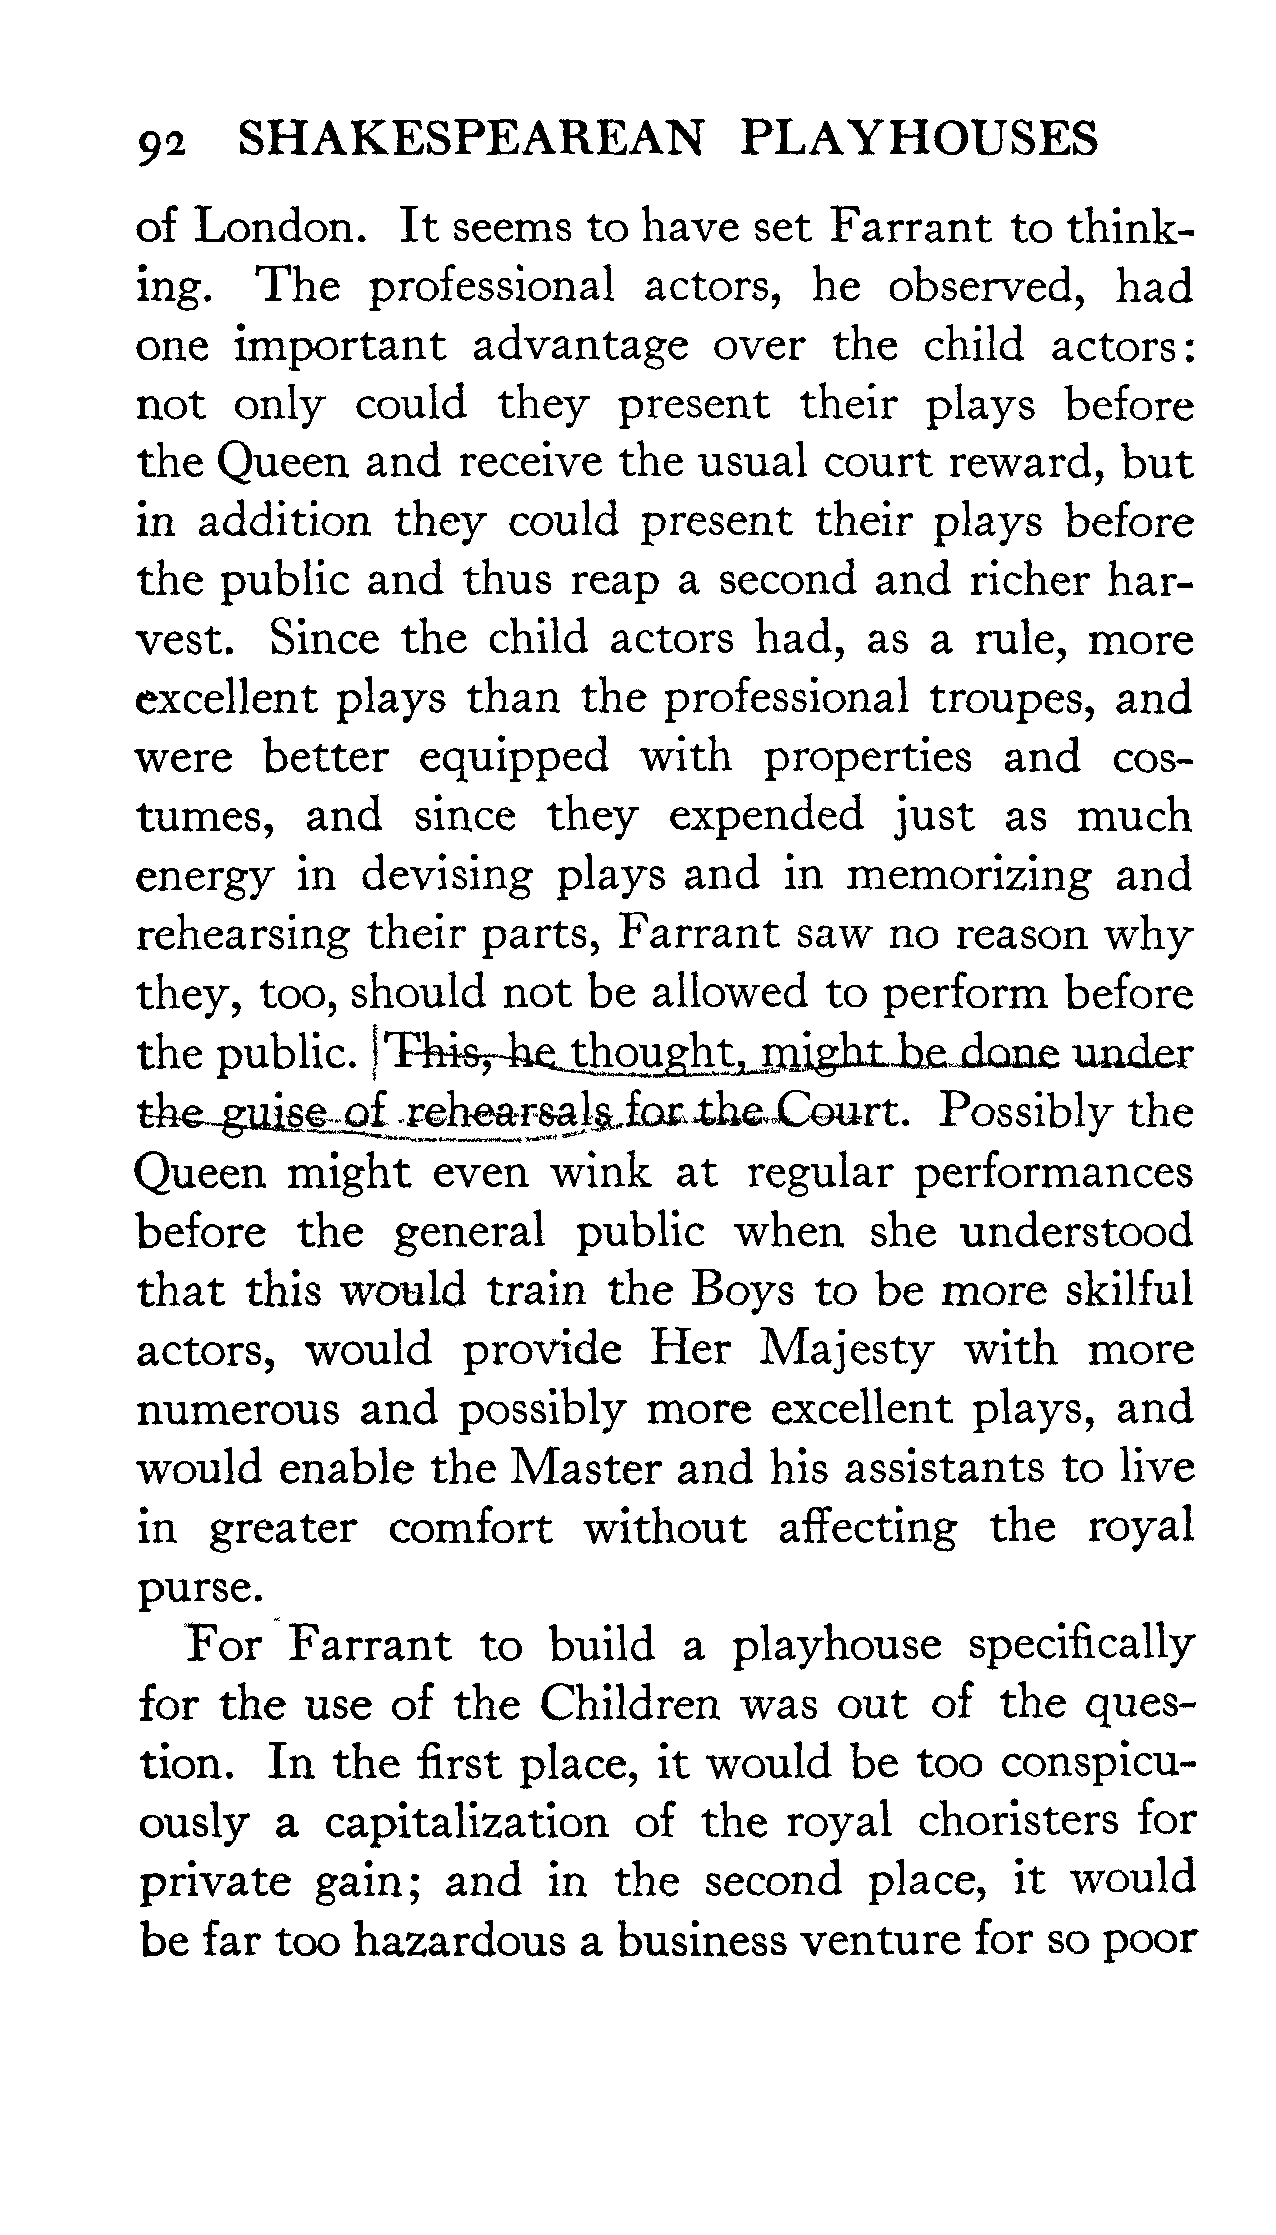 92 SHAKESPEAREAN PLAYHOUSES
of London. It seems to have set Farrant to think-
ing. The professional actors, he observed, had
one important advantage over the child actors:
not only could they present their plays before
the Queen and receive the usual court reward, but
in addition they could present their plays before
the public and thus reap a second and richer har-
vest. Since the child actors had, as a rule, more
excellent plays than the professional troupes, and
were better equipped with properties and cos-
tumes, and since they expended just as much
energy in devising plays and in memorizing and
rehearsing their parts, Farrant saw no reason why
they, too, should not be allowed to perform before
the public. This, he thought, might be done under
the guise of rehearsals for the Court. Possibly the
Queen might even wink at regular performances
before the general public when she understood
that this would train the Boys to be more skilful
actors, would provide Her Majesty with more
numerous and possibly more excellent plays, and
would enable the Master and his assistants to live
in greater comfort without affecting the royal
purse.
For Farrant to build a playhouse specifically
for the use of the Children was out of the ques-
tion. In the first place, it would be too conspicu-
ously a capitalization of the royal choristers for
private gain; and in the second place, it would
be far too hazardous a business venture for so poor